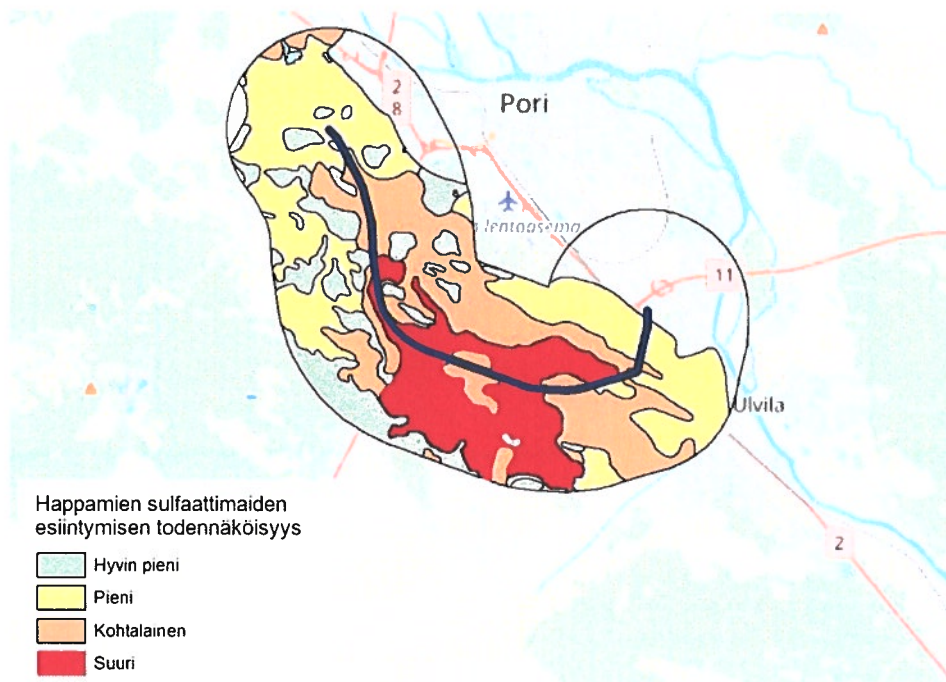 2
8
Pori
lentoasema
11
Ulvila
2
Happamien sulfaattimaiden
esiintymisen todennäköisyys
Hyvin pieni
Pieni
Kohtalainen
Suuri